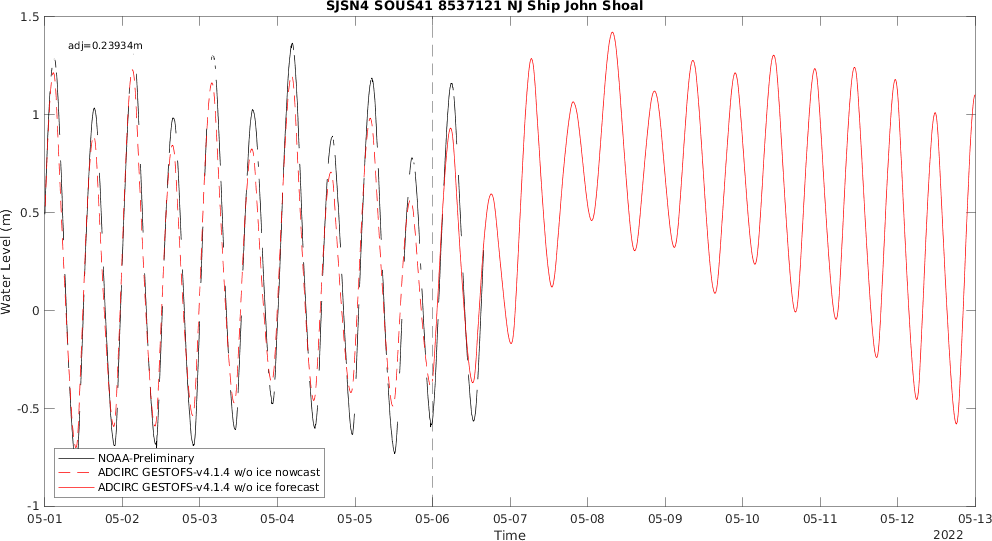 SJSN4 SOUS41 8537121 NJ Ship John Shoal
adj=0.23934m
1.5
1
0.5
0
-0.5
-1
Water Level (m)
NOAA-Preliminary
ADCIRC GESTOFS-v4.1.4 w/o ice nowcast
ADCIRC GESTOFS-v4.1.4 w/o ice forecast
05-01 05-02 05-03 05-04 05-05 05-06 05-07 05-08 05-09 05-10 05-11 05-12 05-13
Time
2022